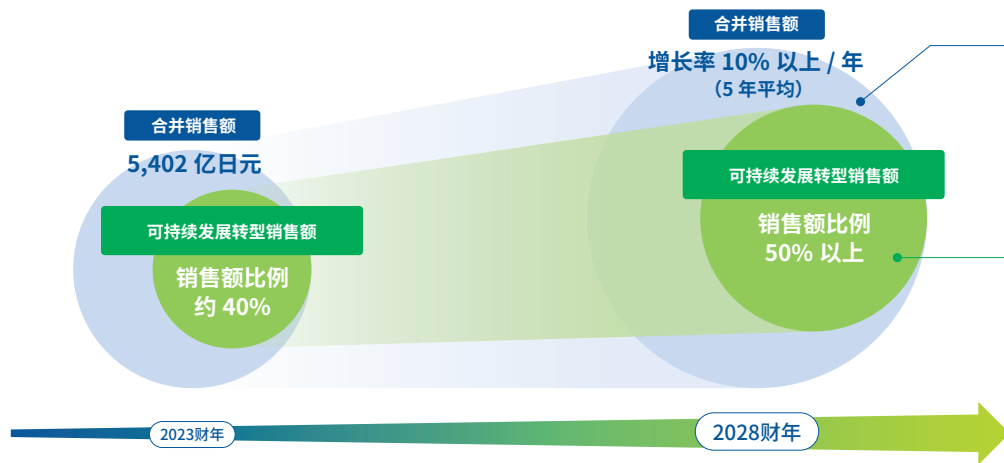 合并销售额
5,402 亿日元
可持续发展转型销售额
销售额比例
约 40%
合并销售额
增长率 10% 以上 / 年
（5 年平均）
可持续发展转型销售额
销售额比例
50% 以上
2023财年
2028财年